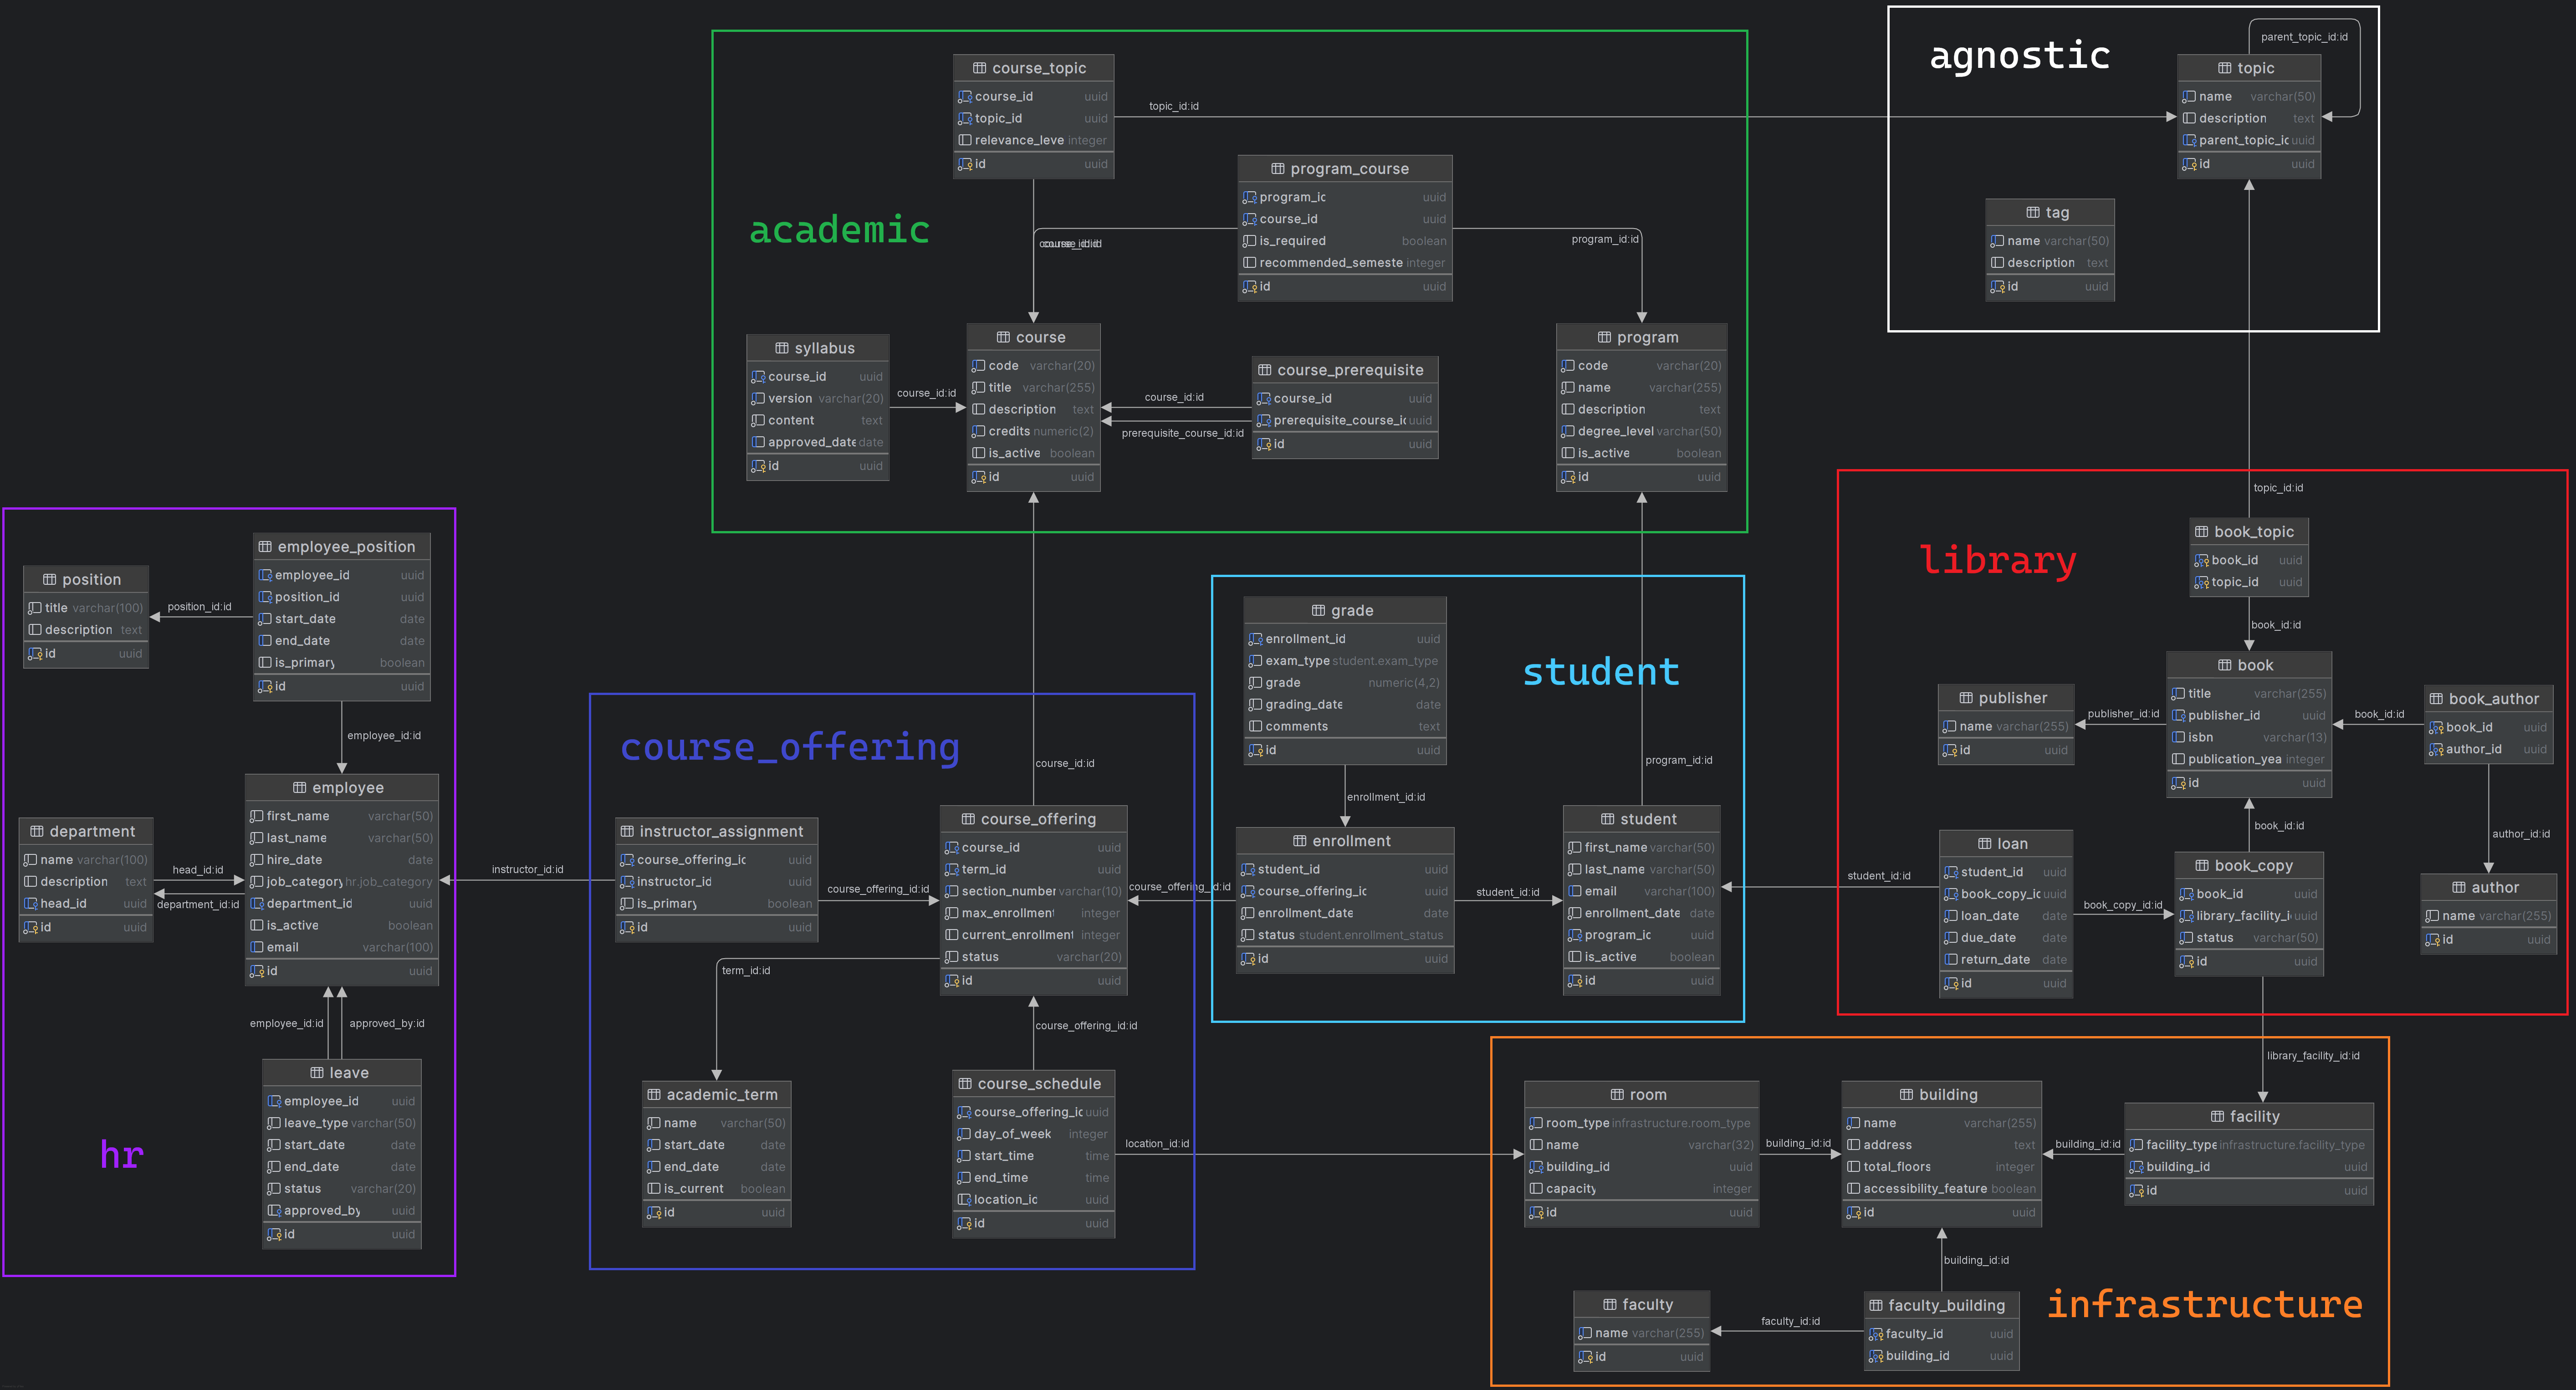 agnostic
parent_topic_id:id
topic
name varchar(50)
description text
parent_topic_id uuid
id uuid
tag
name varchar(50)
description text
id uuid
academic
course_topic
course_id uuid
topic_id uuid
relevance_leve integer
id uuid
topic_id:id
program_course
program_id uuid
course_id uuid
is_required boolean
recommended_semeste integer
id uuid
course_id:id
program_id:id
syllabus
course_id uuid
version varchar(20)
content text
approved_date date
id uuid
course_id:id
course
code varchar(20)
title varchar(255)
description text
credits numeric(2)
is_active boolean
id uuid
course_id:id
prerequisite_course_id:id
course_prerequisite
course_id uuid
prerequisite_course_id uuid
id uuid
program
code varchar(20)
name varchar(255)
description text
degree_level varchar(50)
is_active boolean
id uuid
hr
position
title varchar(100)
description text
id uuid
position_id:id
employee_position
employee_id uuid
position_id uuid
start_date date
end_date date
is_primary boolean
id uuid
employee_id:id
department
name varchar(100)
description text
head_id uuid
id uuid
head_id:id
department_id:id
employee
first_name varchar(50)
last_name varchar(50)
hire_date date
job_category hr.job_category
department_id uuid
is_active boolean
email varchar(100)
id uuid
employee_id:id
approved_by:id
leave
employee_id uuid
leave_type varchar(50)
start_date date
end_date date
status varchar(20)
approved_by uuid
id uuid
instructor_id:id
course_offering
course_id:id
instructor_assignment
course_offering_id uuid
instructor_id uuid
is_primary boolean
id uuid
course_offering_id:id
course_offering
course_id uuid
term_id uuid
section_number varchar(10)
max_enrollment integer
current_enrollment integer
status varchar(20)
id uuid
term_id:id
course_offering_id:id
academic_term
name varchar(50)
start_date date
end_date date
is_current boolean
id uuid
course_schedule
course_offering_id uuid
day_of_week integer
start_time time
end_time time
location_id uuid
id uuid
location_id:id
course_offering_id:id
student
grade
enrollment_id uuid
exam_type student.exam_type
grade numeric(4,2)
grading_date date
comments text
id uuid
enrollment_id:id
program_id:id
enrollment
student_id uuid
course_offering_id uuid
enrollment_date date
status student.enrollment_status
id uuid
student_id:id
student
first_name varchar(50)
last_name varchar(50)
email varchar(100)
enrollment_date date
program_id uuid
is_active boolean
id uuid
student_id:id
library
topic_id:id
book_topic
book_id uuid
topic_id uuid
book_id:id
publisher
name varchar(255)
id uuid
publisher_id:id
book
title varchar(255)
publisher_id uuid
isbn varchar(13)
publication_yea integer
id uuid
book_id:id
book_author
book_id uuid
author_id uuid
author_id:id
book_id:id
loan
student_id uuid
book_copy_id uuid
loan_date date
due_date date
return_date date
id uuid
book_copy_id:id
book_copy
book_id uuid
library_facility_i uuid
status varchar(50)
id uuid
author
name varchar(255)
id uuid
library_facility_id:id
infrastructure
room
room_type infrastructure.room_type
name varchar(32)
building_id uuid
capacity integer
id uuid
building_id:id
building
name varchar(255)
address text
total_floors integer
accessibility_feature boolean
id uuid
building_id:id
facility
facility_type infrastructure.facility_type
building_id uuid
id uuid
building_id:id
faculty
name varchar(255)
id uuid
faculty_id:id
faculty_building
faculty_id uuid
building_id uuid